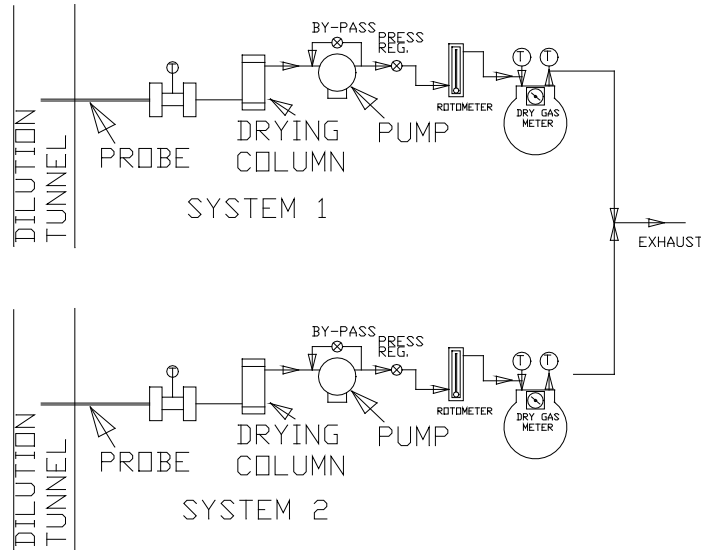 BY-PASS
PRESS
REG.
T
T
T
ROTOMETER
DRY GAS
METER
DILUTION
TUNNEL
PROBE
DRYING
COLUMN
PUMP
SYSTEM 1
EXHAUST
BY-PASS
PRESS
REG.
T
T
T
ROTOMETER
DRY GAS
METER
DILUTION
TUNNEL
PROBE
DRYING
COLUMN
PUMP
SYSTEM 2